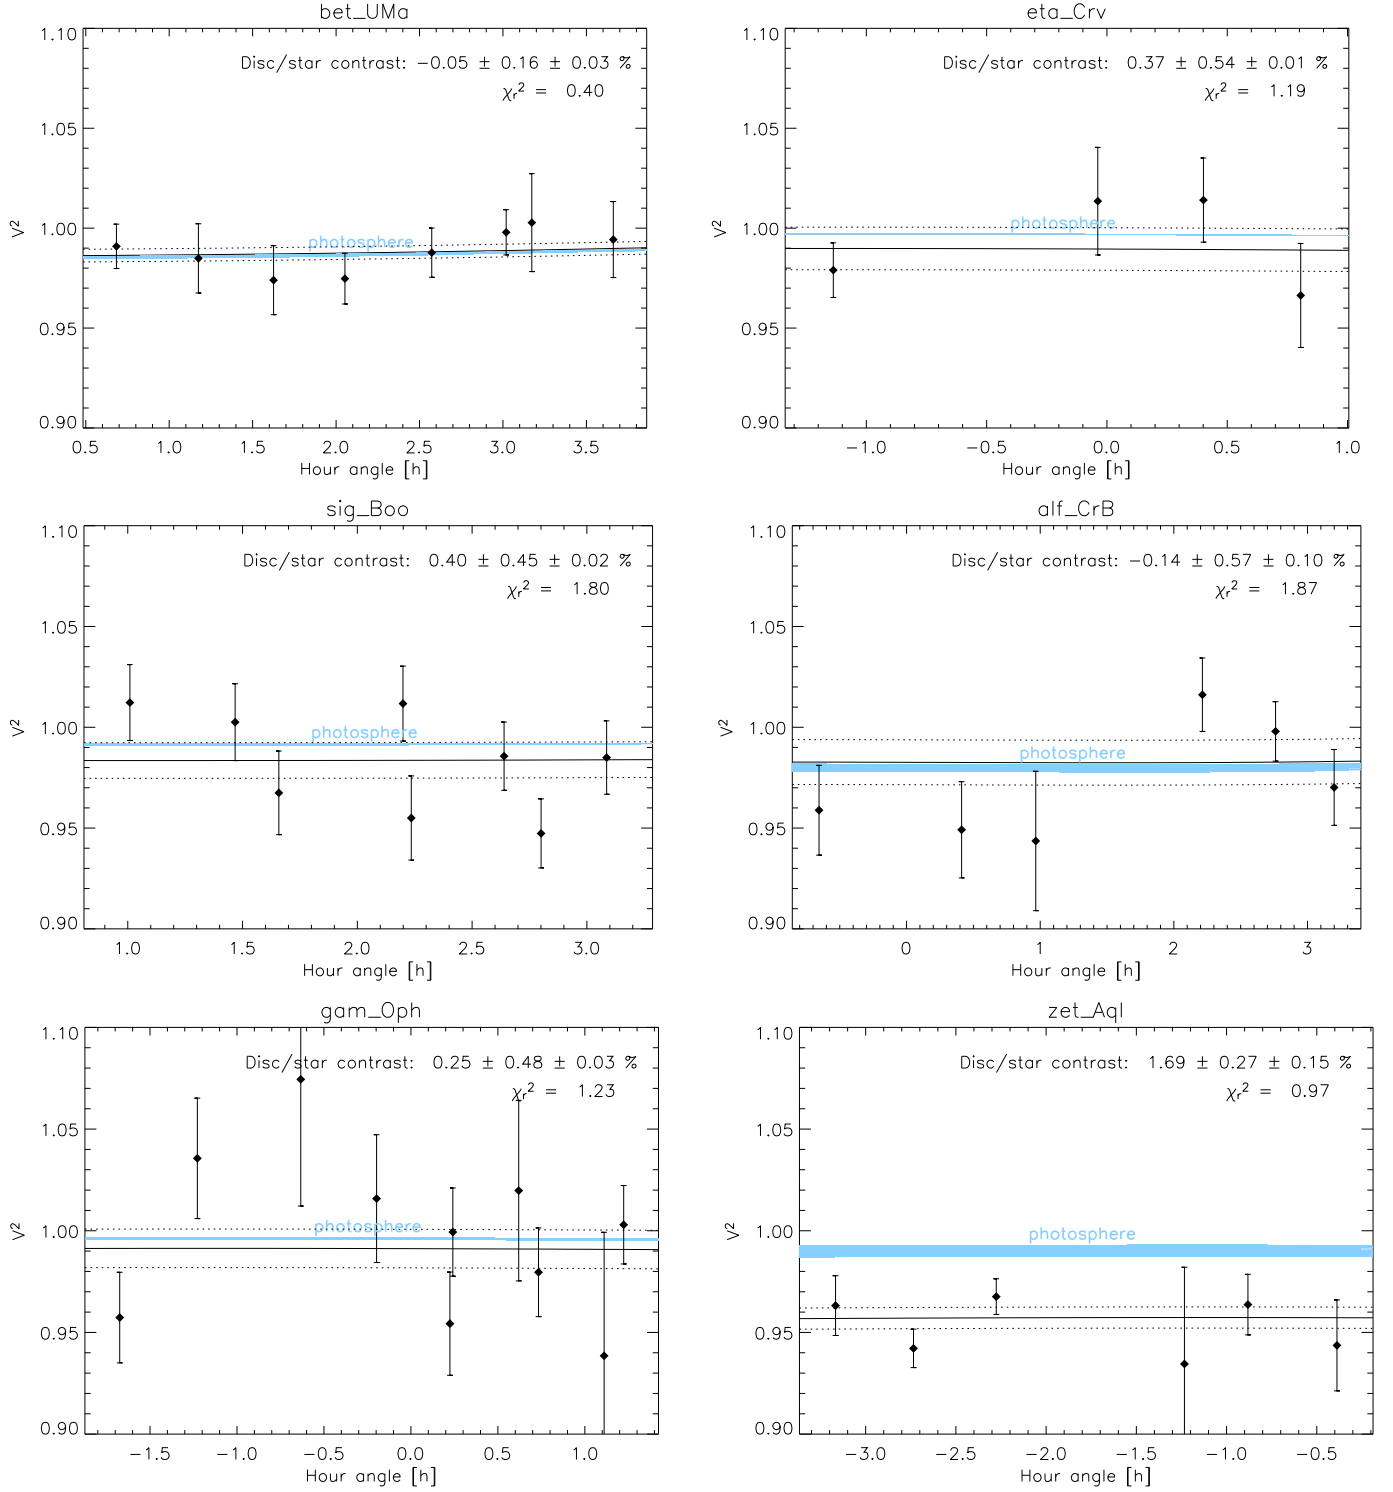 bet_UMa
Disc/star contrast: −0.05 ± 0.16 ± 0.03 %
χr² = 0.40
photosphere
V²
1.10
1.05
1.00
0.95
0.90
0.5 1.0 1.5 2.0 2.5 3.0 3.5
Hour angle [h]
eta_Crv
Disc/star contrast: 0.37 ± 0.54 ± 0.01 %
χr² = 1.19
photosphere
V²
1.10
1.05
1.00
0.95
0.90
−1.0 −0.5 0.0 0.5 1.0
Hour angle [h]
sig_Boo
Disc/star contrast: 0.40 ± 0.45 ± 0.02 %
χr² = 1.80
photosphere
V²
1.10
1.05
1.00
0.95
0.90
1.0 1.5 2.0 2.5 3.0
Hour angle [h]
alf_CrB
Disc/star contrast: −0.14 ± 0.57 ± 0.10 %
χr² = 1.87
photosphere
V²
1.10
1.05
1.00
0.95
0.90
0 1 2 3
Hour angle [h]
gam_Oph
Disc/star contrast: 0.25 ± 0.48 ± 0.03 %
χr² = 1.23
photosphere
V²
1.10
1.05
1.00
0.95
0.90
−1.5 −1.0 −0.5 0.0 0.5 1.0
Hour angle [h]
zet_Aql
Disc/star contrast: 1.69 ± 0.27 ± 0.15 %
χr² = 0.97
photosphere
V²
1.10
1.05
1.00
0.95
0.90
−3.0 −2.5 −2.0 −1.5 −1.0 −0.5
Hour angle [h]